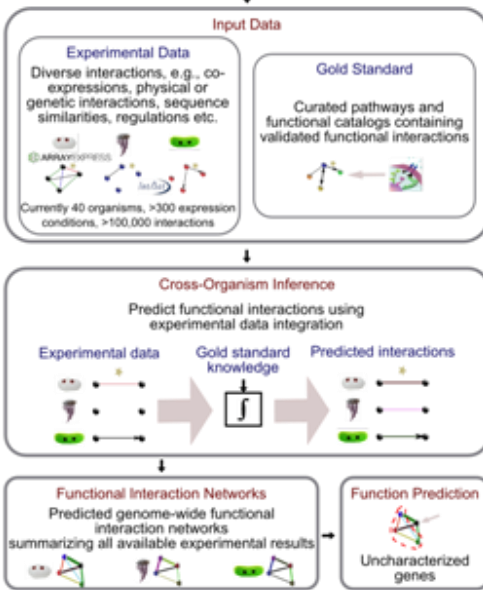 Input Data
Experimental Data
Diverse interactions, e.g., co-
expressions, physical or
genetic interactions, sequence
similarities, regulations etc.
ARRAYEXPRESS
IntAct
Currently 40 organisms, >300 expression
conditions, >100,000 interactions
Gold Standard
Curated pathways and
functional catalogs containing
validated functional interactions
Cross-Organism Inference
Predict functional interactions using
experimental data integration
Experimental data
Gold standard
knowledge
Predicted interactions
∫
Functional Interaction Networks
Predicted genome-wide functional
interaction networks
summarizing all available experimental results
Function Prediction
Uncharacterized
genes